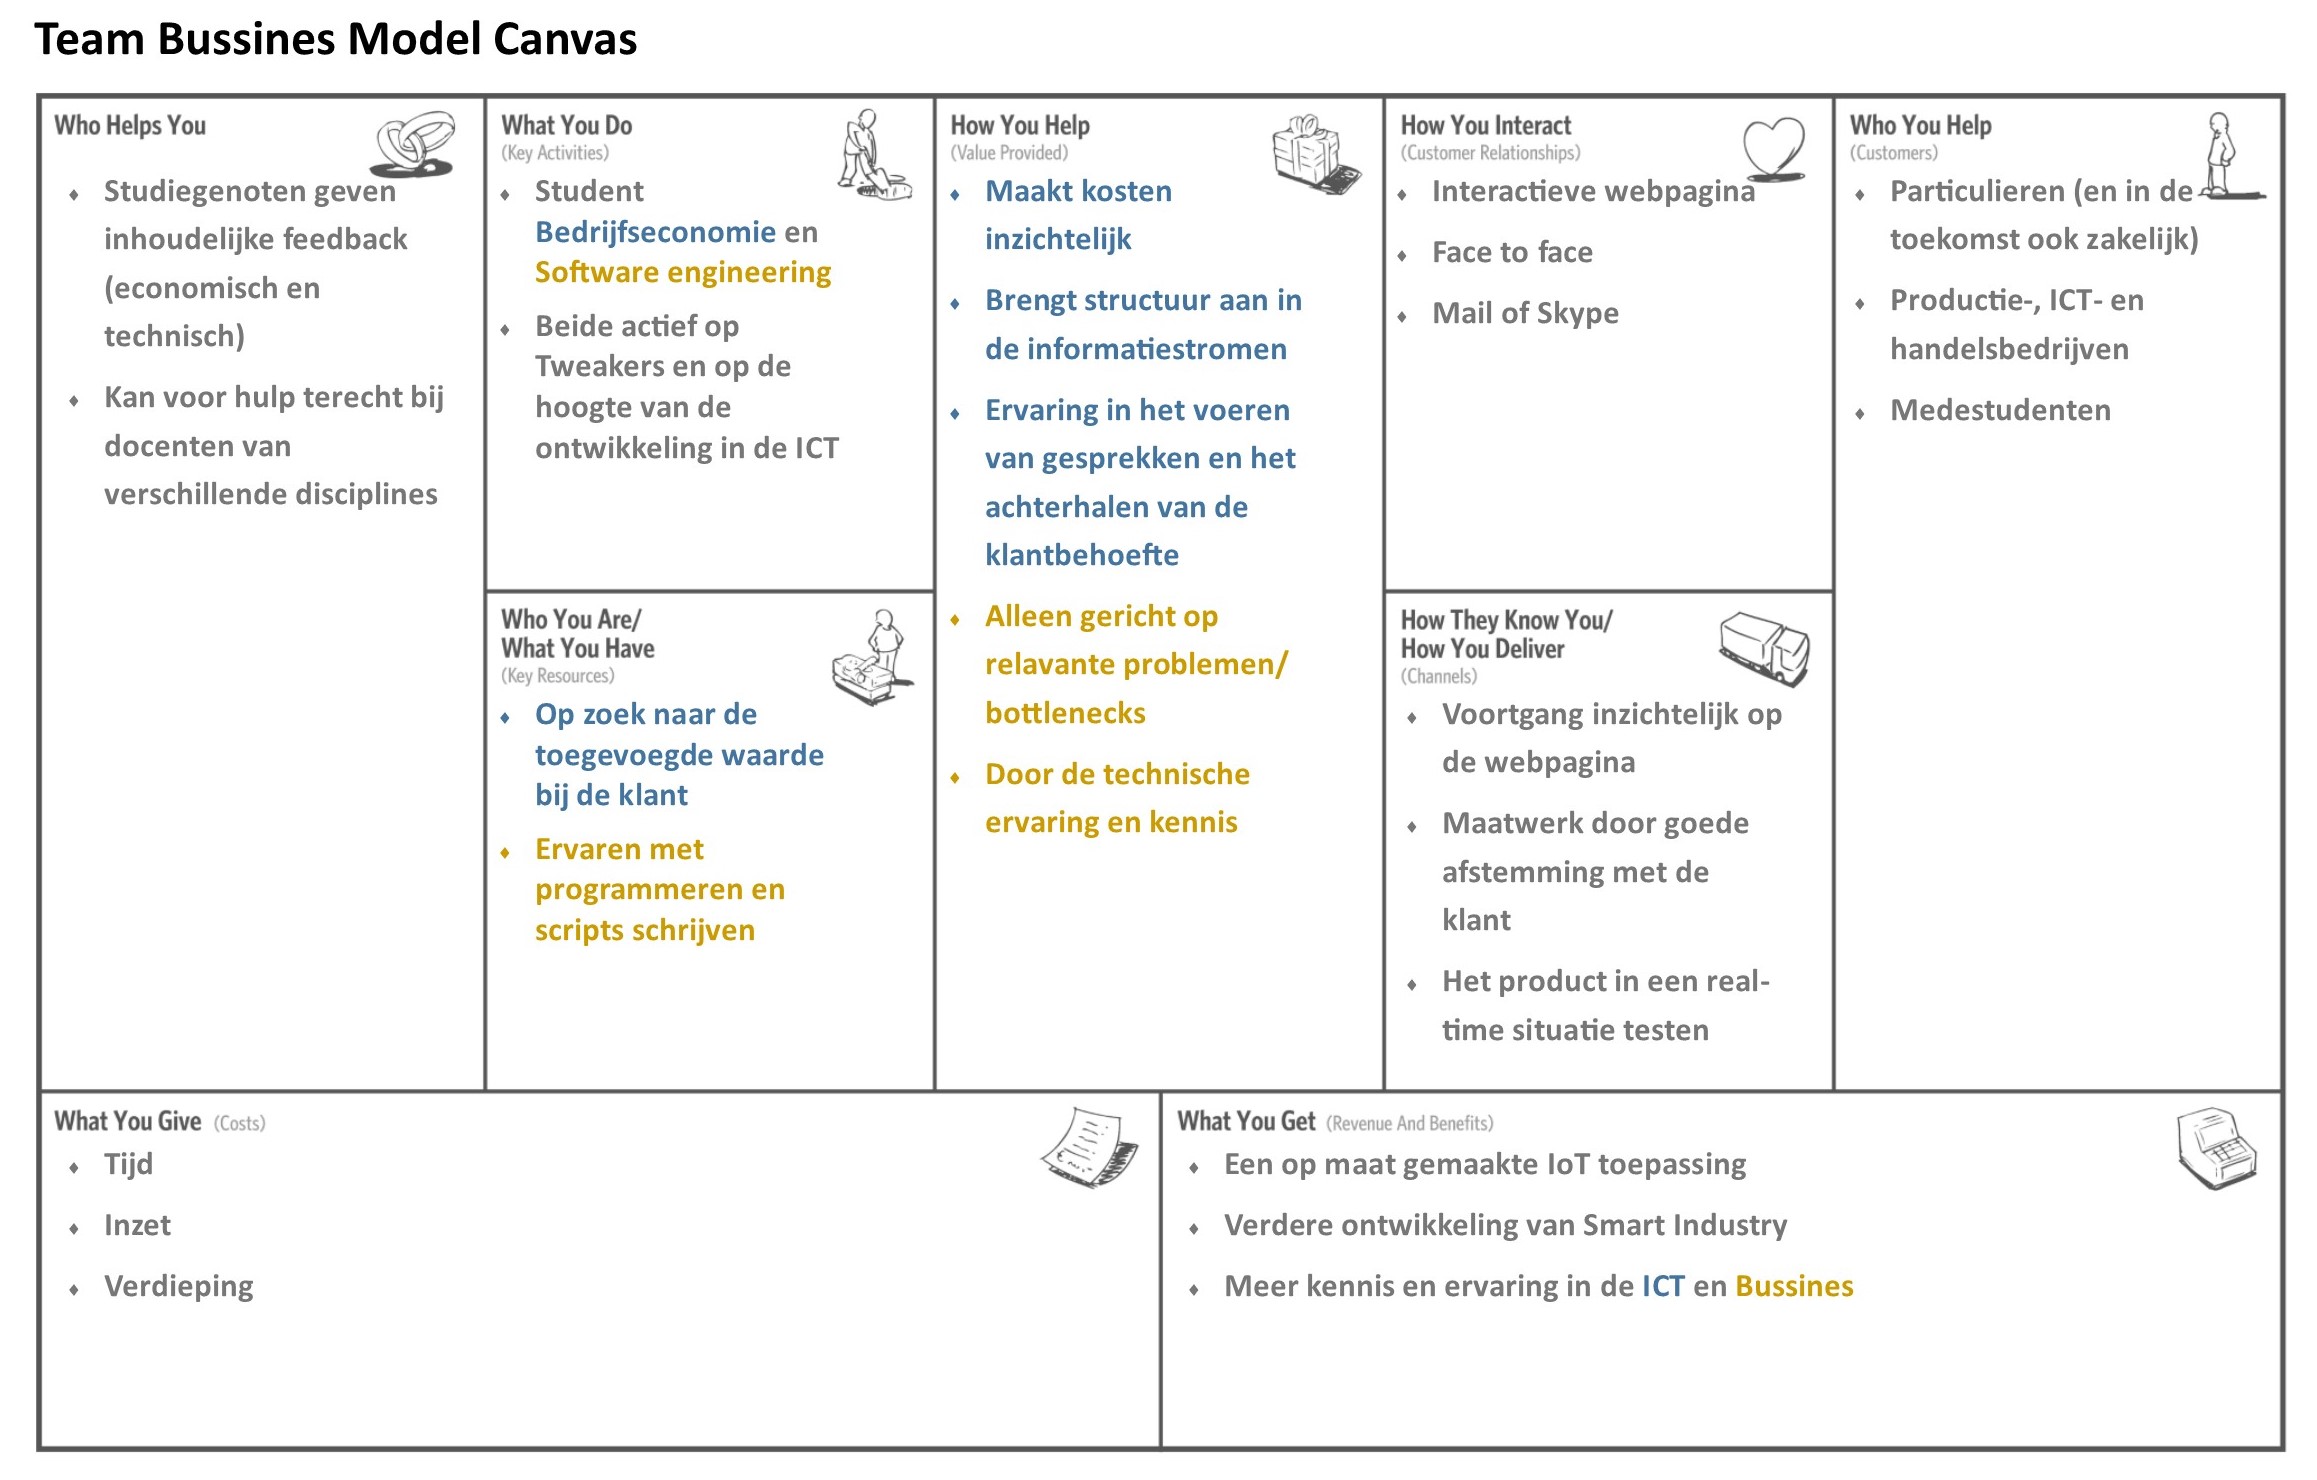 Team Bussines Model Canvas
Who Helps You
Studiegenoten geven
inhoudelijke feedback
(economisch en
technisch)
Kan voor hulp terecht bij
docenten van
verschillende disciplines
What You Do
(Key Activities)
Student
Bedrijfseconomie en
Software engineering
Beide actief op
Tweakers en op de
hoogte van de
ontwikkeling in de ICT
Who You Are/
What You Have
(Key Resources)
Op zoek naar de
toegevoegde waarde
bij de klant
Ervaren met
programmeren en
scripts schrijven
How You Help
(Value Provided)
Maakt kosten
inzichtelijk
Brengt structuur aan in
de informatiestromen
Ervaring in het voeren
van gesprekken en het
achterhalen van de
klantbehoefte
Alleen gericht op
relavante problemen/
bottlenecks
Door de technische
ervaring en kennis
How You Interact
(Customer Relationships)
Interactieve webpagina
Face to face
Mail of Skype
How They Know You/
How You Deliver
(Channels)
Voortgang inzichtelijk op
de webpagina
Maatwerk door goede
afstemming met de
klant
Het product in een real-
time situatie testen
Who You Help
(Customers)
Particulieren (en in de
toekomst ook zakelijk)
Productie-, ICT- en
handelsbedrijven
Medestudenten
What You Give (Costs)
Tijd
Inzet
Verdieping
What You Get (Revenue And Benefits)
Een op maat gemaakte IoT toepassing
Verdere ontwikkeling van Smart Industry
Meer kennis en ervaring in de ICT en Bussines